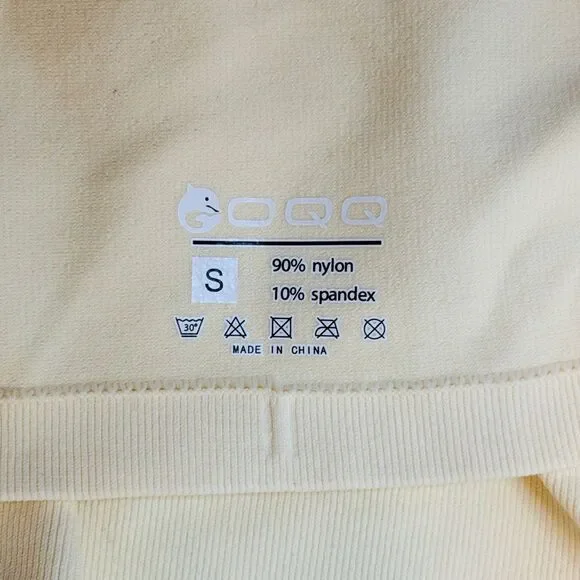 OQQ
S
90% nylon
10% spandex
30°
MADE IN CHINA